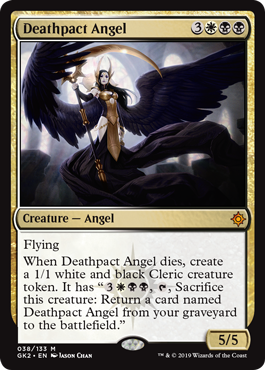 Deathpact Angel 3
Creature — Angel
Flying
When Deathpact Angel dies, create
a 1/1 white and black Cleric creature
token. It has “3, , Sacrifice
this creature: Return a card named
Deathpact Angel from your graveyard
to the battlefield.”
5/5
038/133 M
GK2 • EN Jason Chan
™ & © 2019 Wizards of the Coast